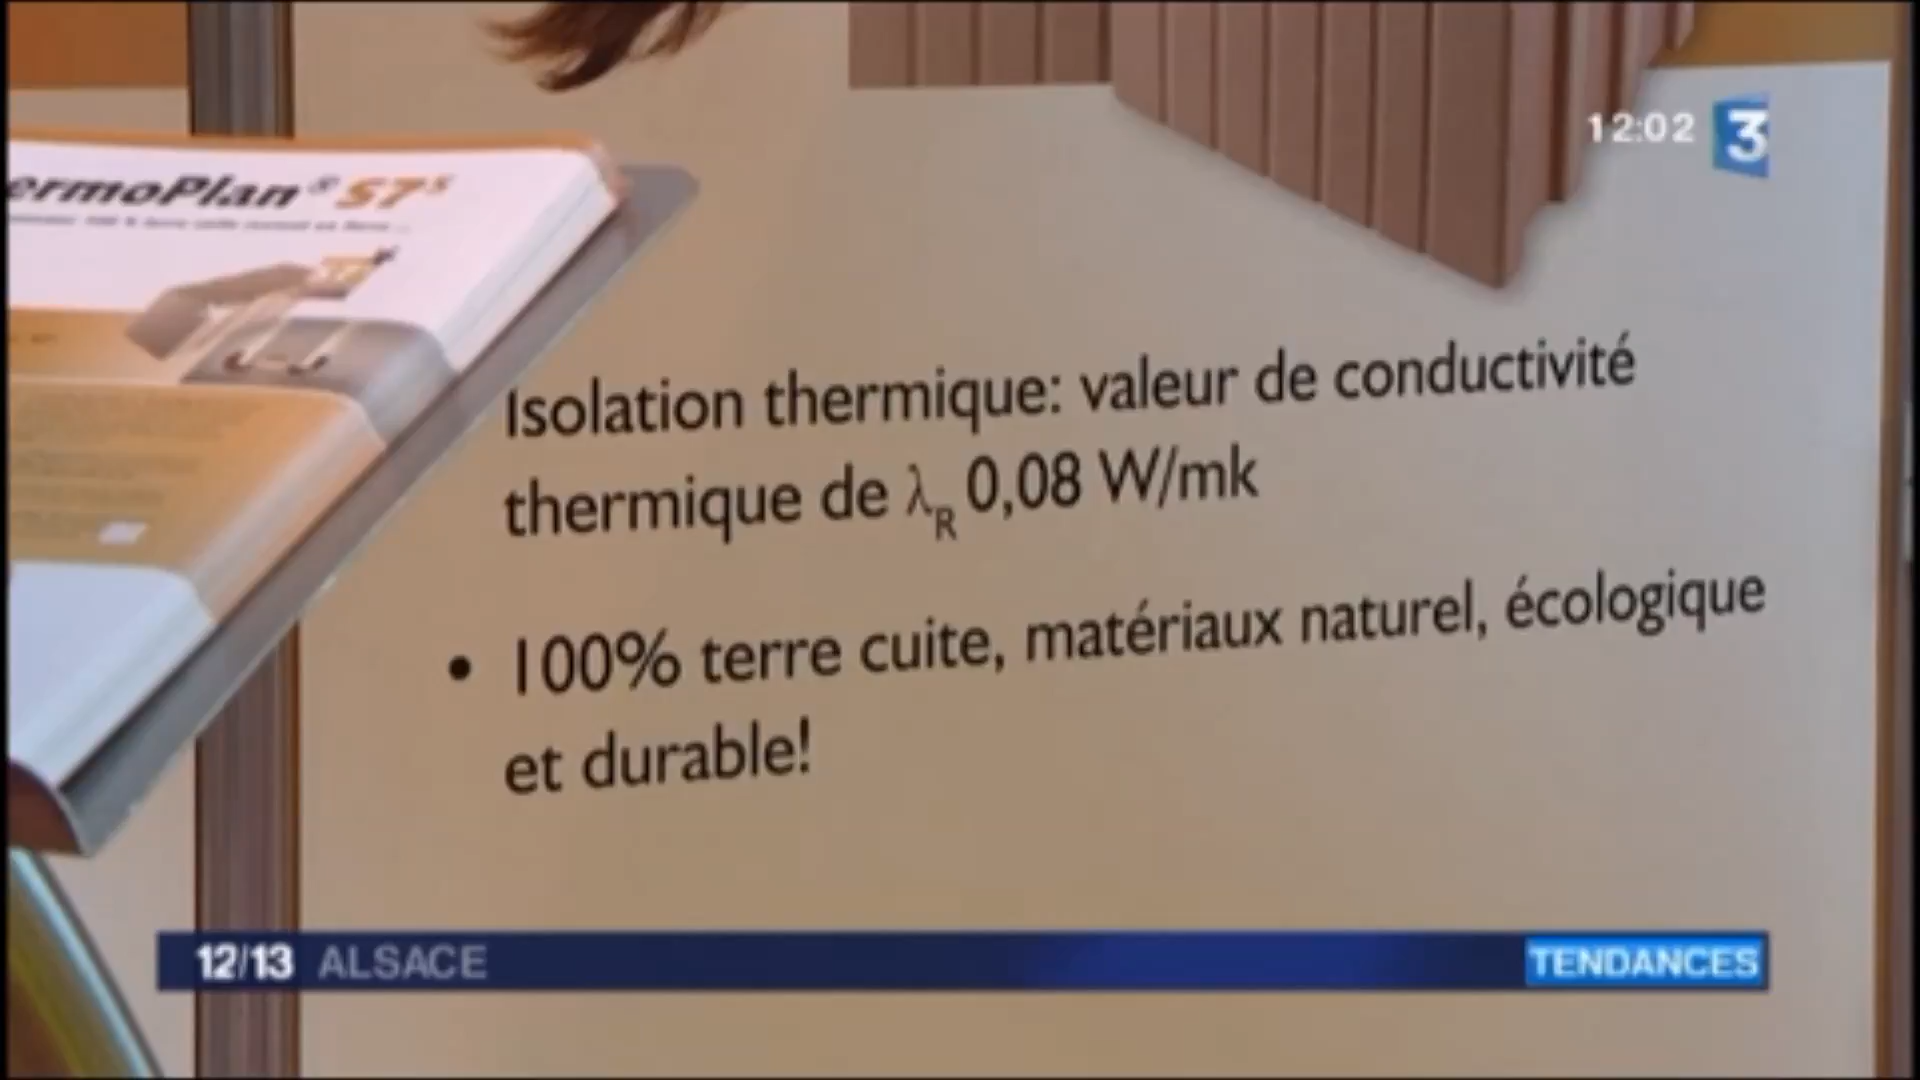 12:02 3
ermoPlan® S7⁵
Isolation thermique: valeur de conductivité
thermique de λR 0,08 W/mk
• 100% terre cuite, matériaux naturel, écologique
et durable!
12/13 ALSACE
TENDANCES